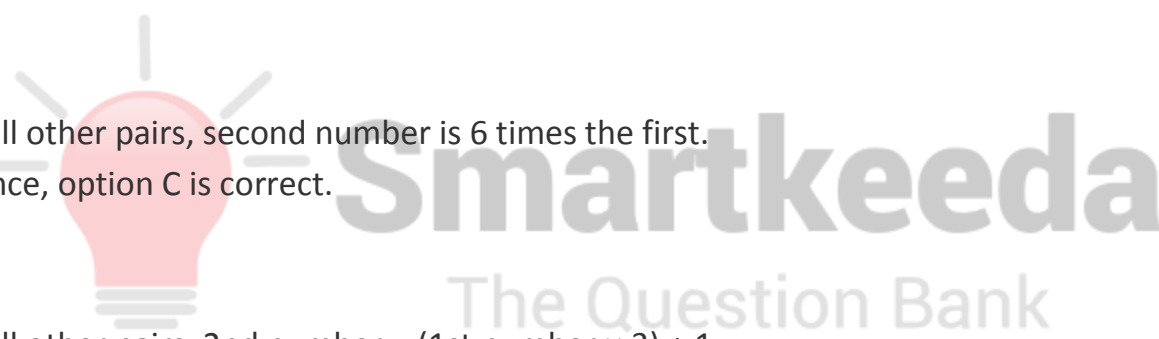 ll other pairs, second number is 6 times the first.
nce, option C is correct.
Smartkeeda
The Question Bank